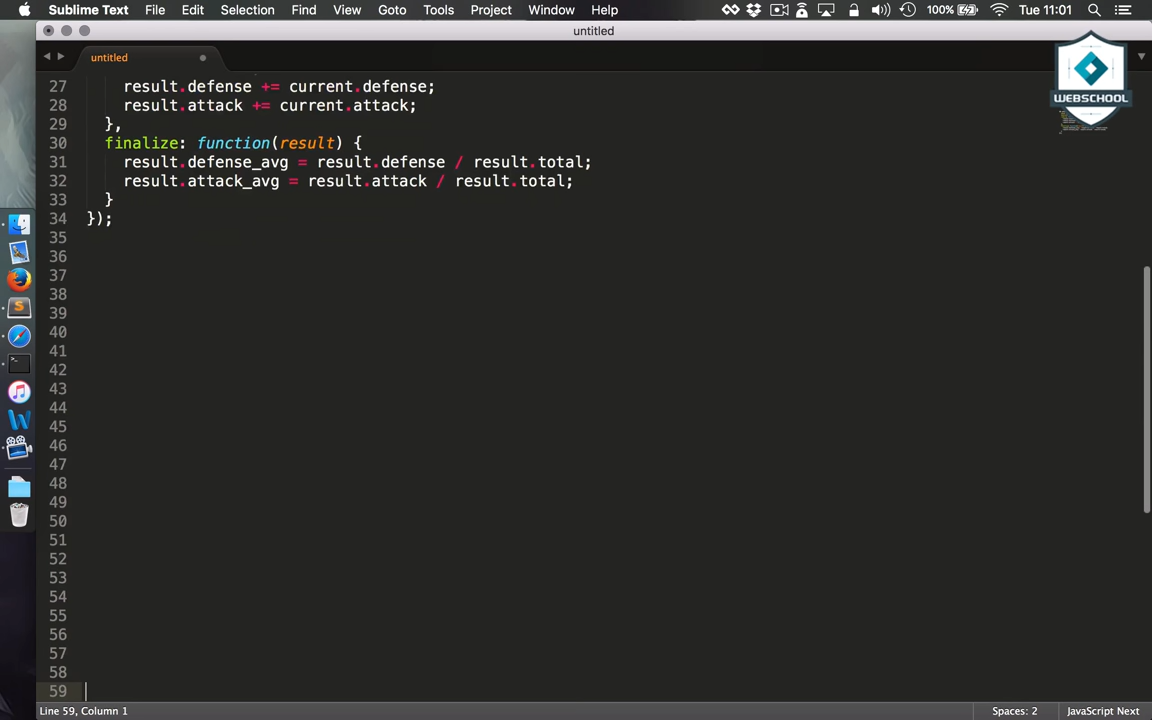 Sublime Text File Edit Selection Find View Goto Tools Project Window Help 100% Tue 11:01
untitled
untitled
WEBSCHOOL
27 result.defense += current.defense;
28 result.attack += current.attack;
29 },
30 finalize: function(result) {
31 result.defense_avg = result.defense / result.total;
32 result.attack_avg = result.attack / result.total;
33 }
34 });
35
36
37
38
39
40
41
42
43
44
45
46
47
48
49
50
51
52
53
54
55
56
57
58
59
Line 59, Column 1 Spaces: 2 JavaScript Next